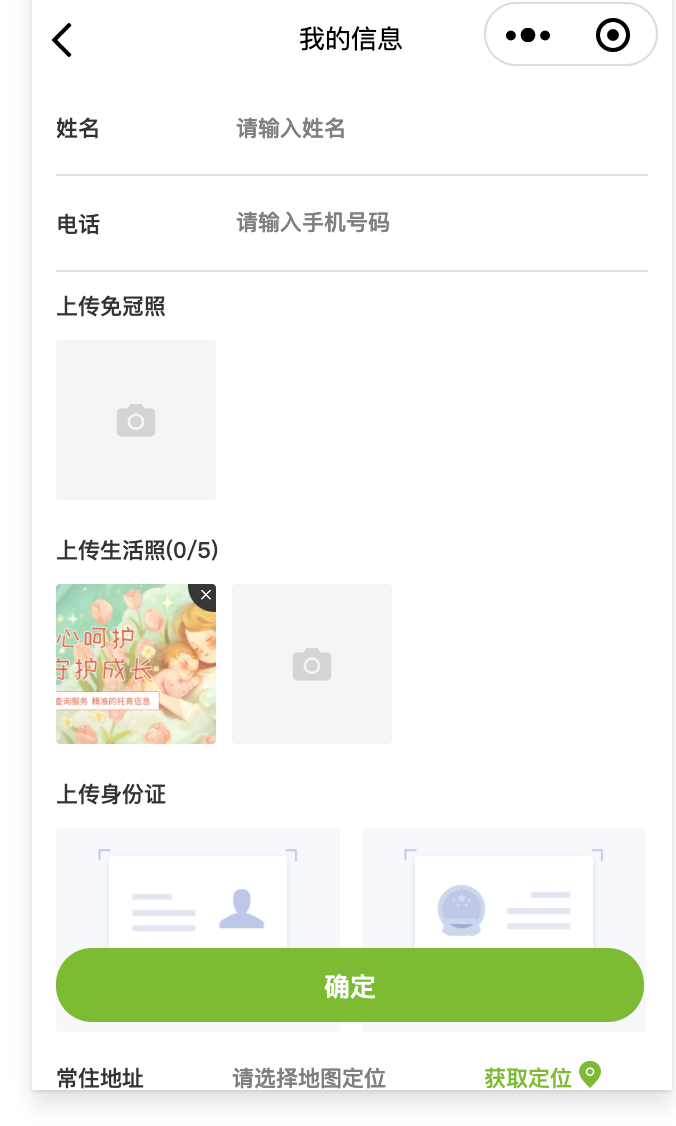 我的信息
姓名 请输入姓名
电话 请输入手机号码
上传免冠照
上传生活照(0/5)
心呵护
守护成长
查询服务 精准的托育信息
上传身份证
确定
常住地址 请选择地图定位 获取定位